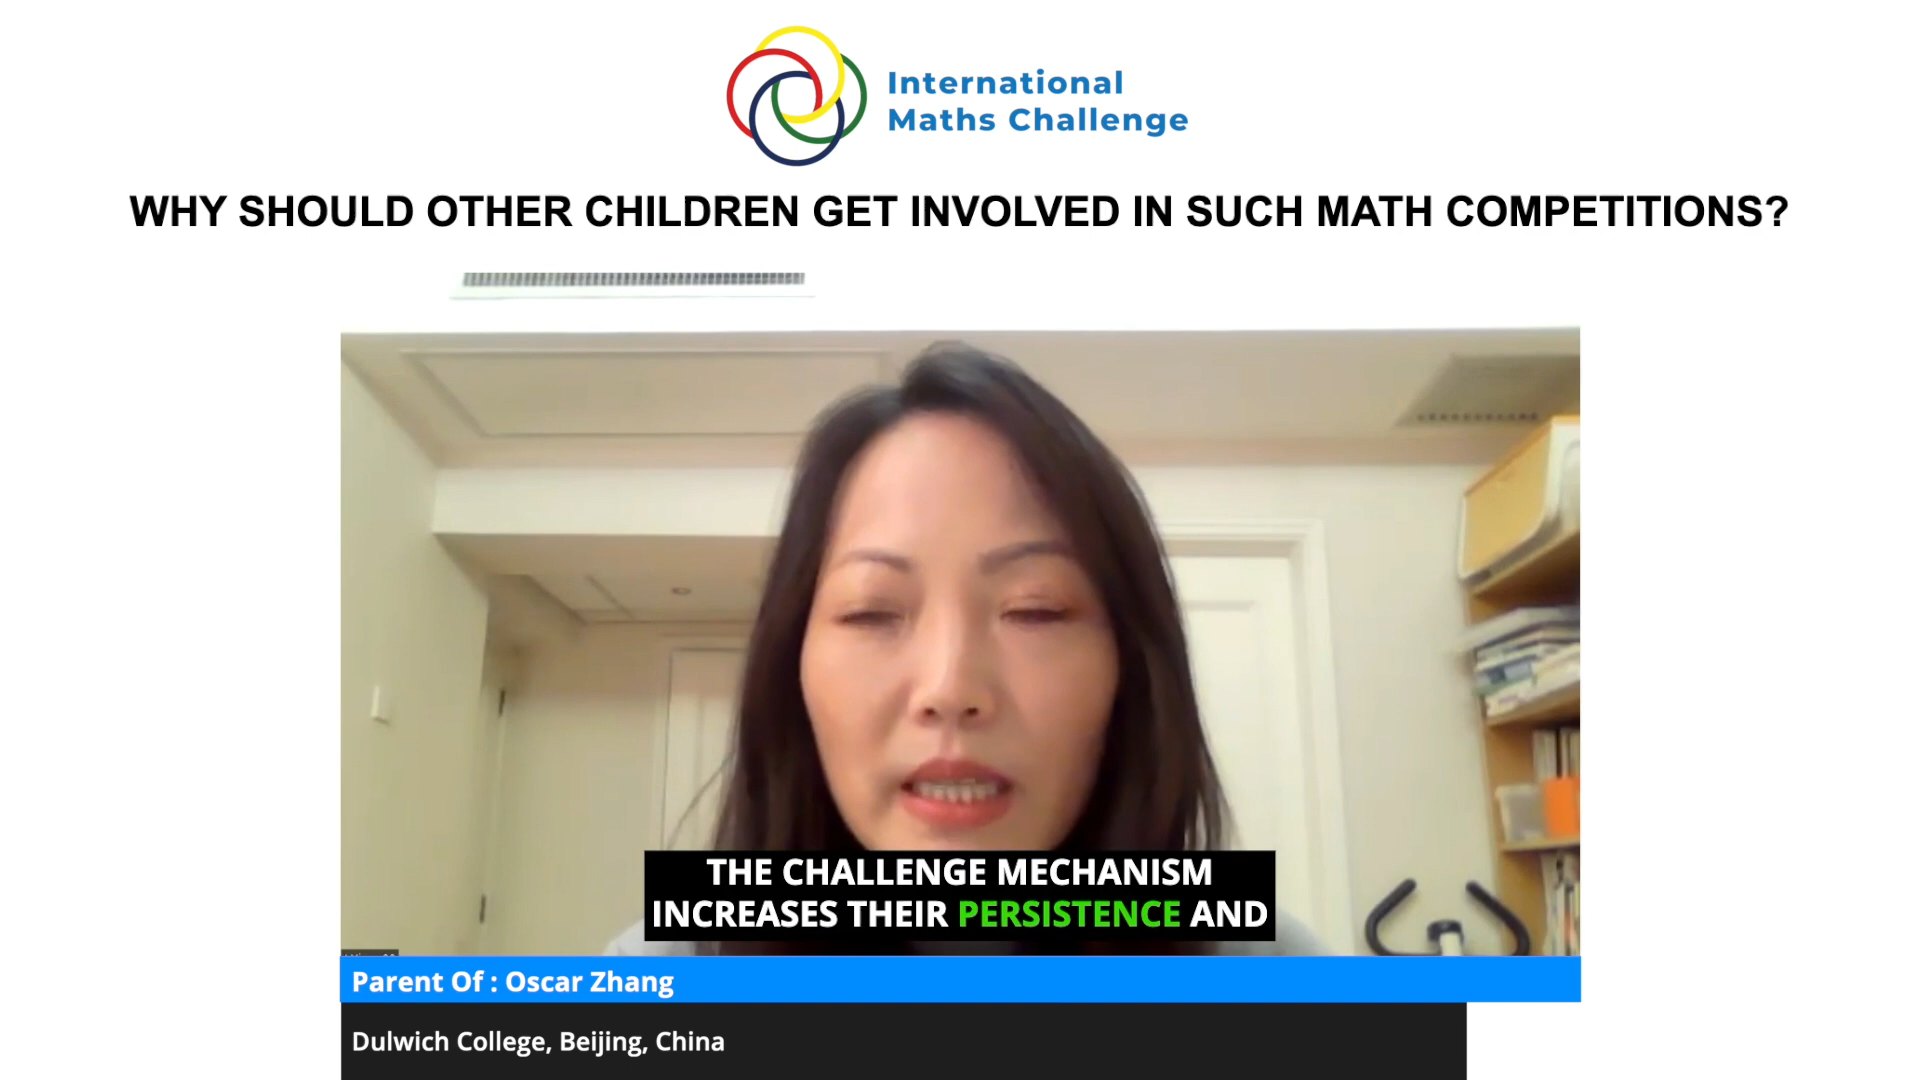 International
Maths Challenge
WHY SHOULD OTHER CHILDREN GET INVOLVED IN SUCH MATH COMPETITIONS?
THE CHALLENGE MECHANISM
INCREASES THEIR PERSISTENCE AND
Parent Of : Oscar Zhang
Dulwich College, Beijing, China